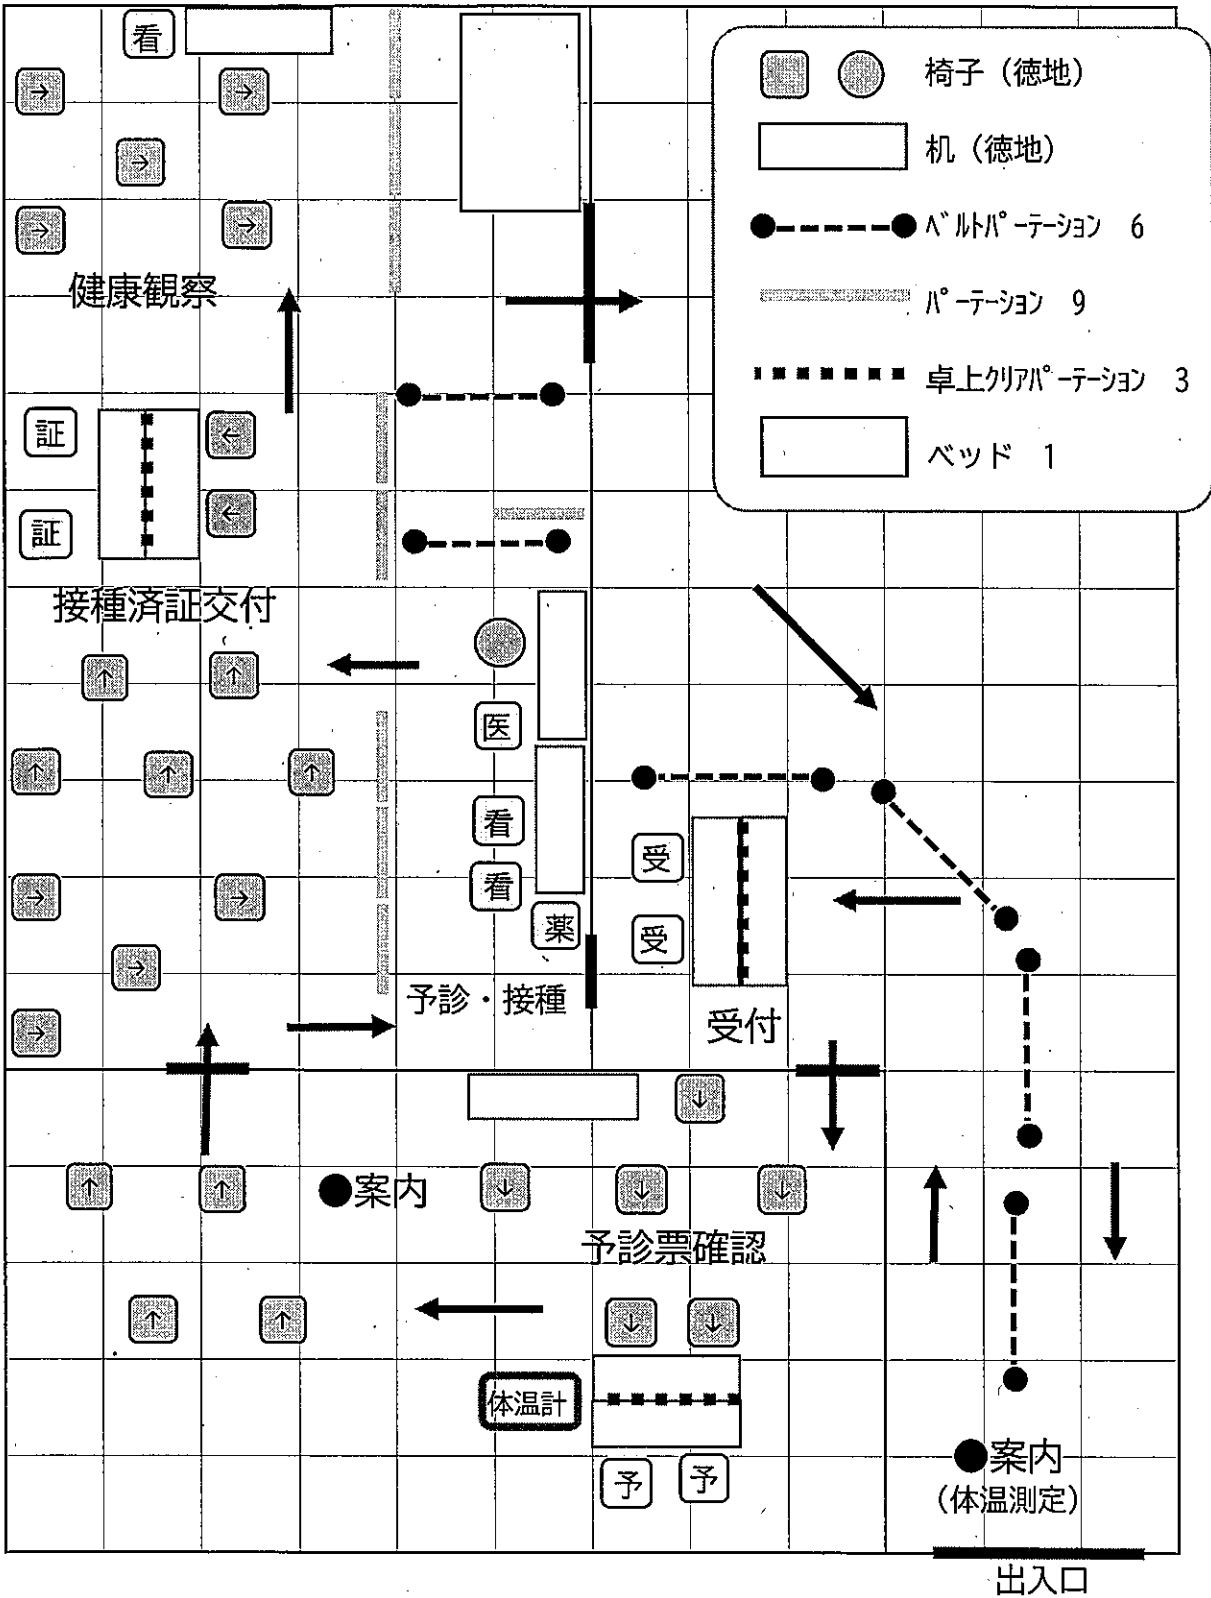 看
椅子（徳地）
机（徳地）
ベルトパーテーション 6
パーテーション 9
卓上クリアパーテーション 3
ベッド 1
→
→
→
→
→
健康観察
証
←
証
←
接種済証交付
↑
↑
医
↑
↑
↑
看
看
薬
受
受
→
→
→
→
予診・接種
受付
↓
↑
↑
●案内
↓
↓
↓
予診票確認
↑
↑
↓
↓
体温計
予
予
●案内
（体温測定）
出入口